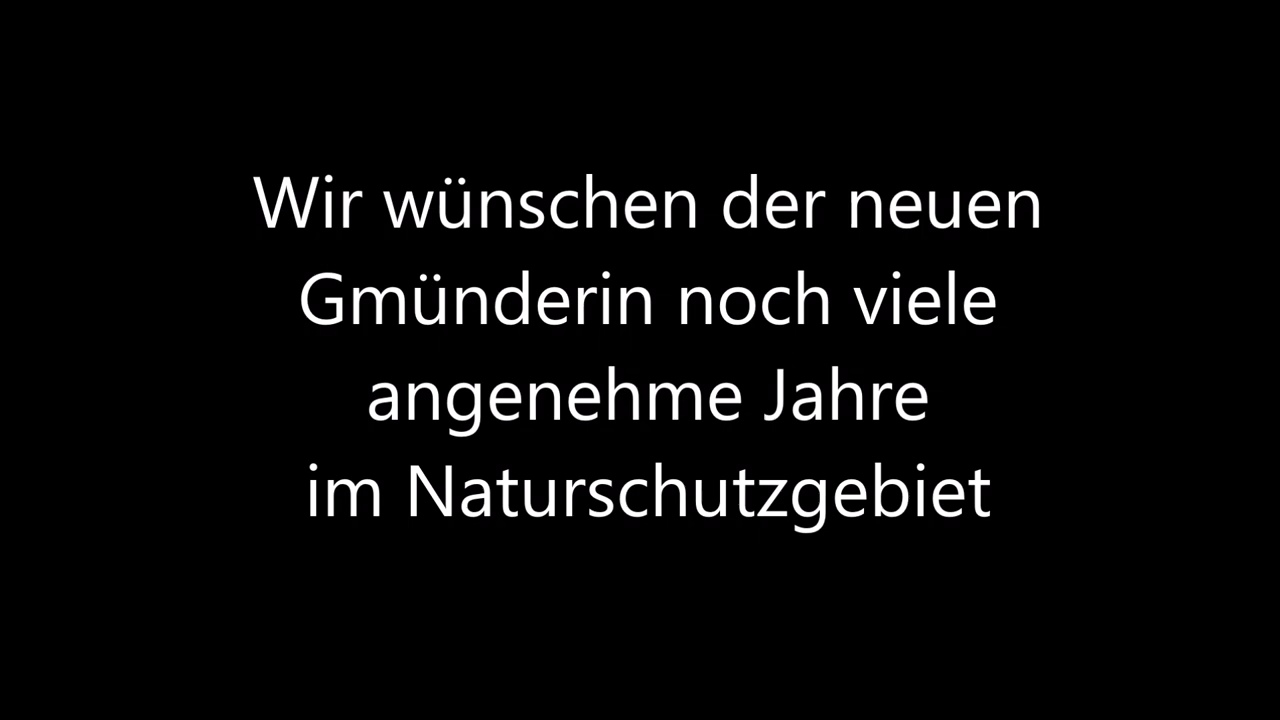 Wir wünschen der neuen
Gmünderin noch viele
angenehme Jahre
im Naturschutzgebiet